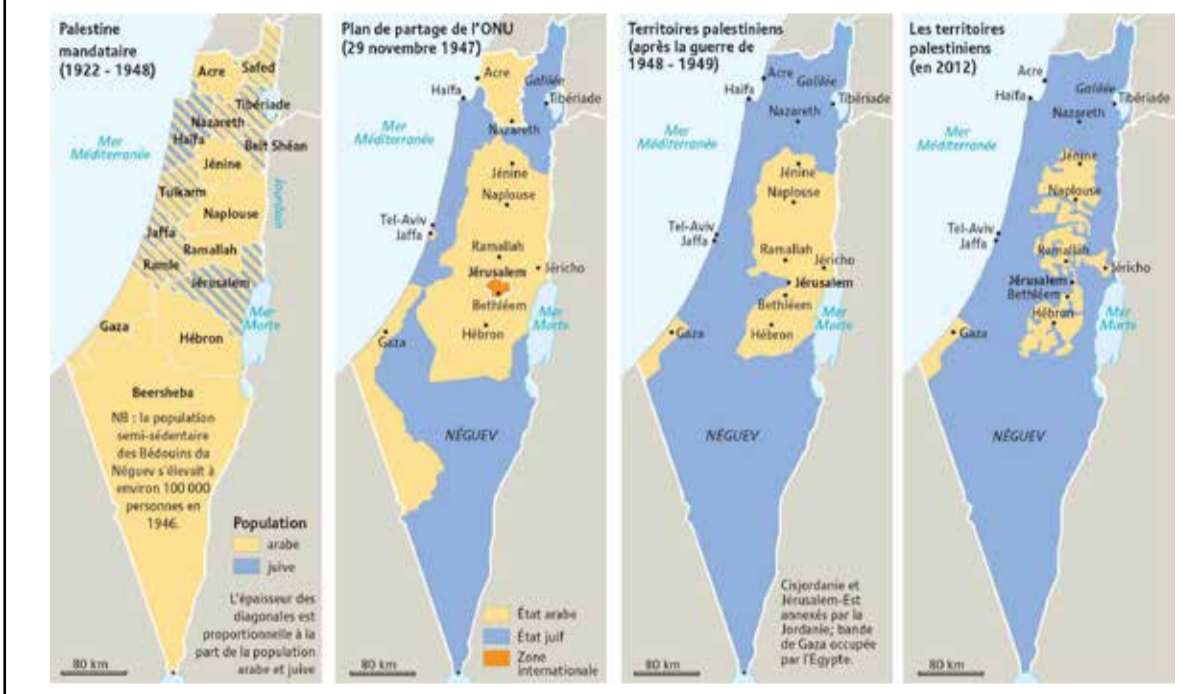 Palestine
mandataire
(1922 - 1948)
Acre
Safed
Tibériade
Nazareth
Haïfa
Beït Shéan
Mer
Méditerranée
Jénine
Jourdain
Tulkarm
Naplouse
Jaffa
Ramallah
Ramle
Jérusalem
Mer
Morte
Gaza
Hébron
Beersheba
NB : la population
semi-sédentaire
des Bédouins du
Néguev s'élevait à
environ 100 000
personnes en
1946.
Population
arabe
juive
L'épaisseur des
diagonales est
proportionnelle à la
part de la population
arabe et juive
80 km
Plan de partage de l'ONU
(29 novembre 1947)
Acre
Galilée
Haïfa
Tibériade
Mer
Méditerranée
Nazareth
Jénine
Naplouse
Tel-Aviv
Jaffa
Ramallah
Jéricho
Jérusalem
Bethléem
Mer
Morte
Hébron
Gaza
NÉGUEV
État arabe
État juif
Zone
internationale
80 km
Territoires palestiniens
(après la guerre de
1948 - 1949)
Acre
Galilée
Haïfa
Tibériade
Nazareth
Mer
Méditerranée
Jénine
Naplouse
Tel-Aviv
Jaffa
Ramallah
Jéricho
Jérusalem
Bethléem
Mer
Morte
Hébron
Gaza
NÉGUEV
Cisjordanie et
Jérusalem-Est
annexés par la
Jordanie; bande
de Gaza occupée
par l'Egypte.
80 km
Les territoires
palestiniens
(en 2012)
Acre
Galilée
Haïfa
Tibériade
Nazareth
Mer
Méditerranée
Jénine
Naplouse
Tel-Aviv
Jaffa
Ramallah
Jéricho
Jérusalem
Bethléem
Mer
Morte
Hébron
Gaza
NÉGUEV
80 km